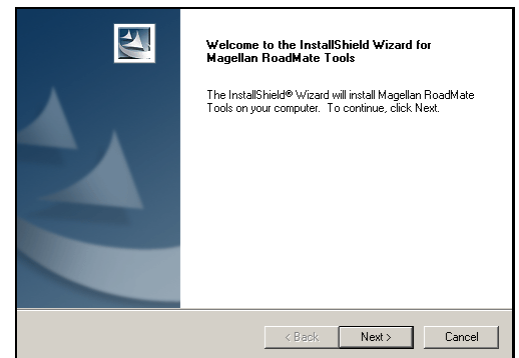 Welcome to the InstallShield Wizard for
Magellan RoadMate Tools
The InstallShield® Wizard will install Magellan RoadMate
Tools on your computer. To continue, click Next.
< Back
Next >
Cancel